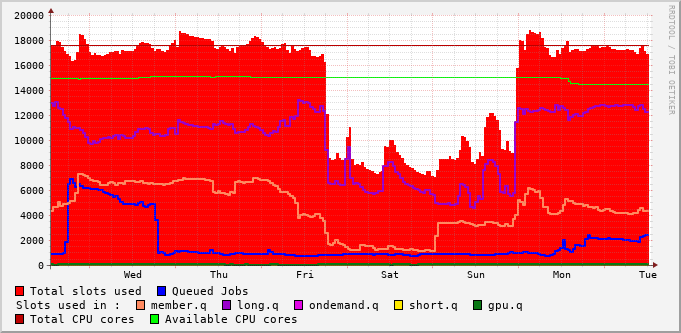 20000
18000
16000
14000
12000
10000
8000
6000
4000
2000
0
Wed Thu Fri Sat Sun Mon Tue
RRDTOOL / TOBI OETIKER
Total slots used Queued Jobs
Slots used in : member.q long.q ondemand.q short.q gpu.q
Total CPU cores Available CPU cores